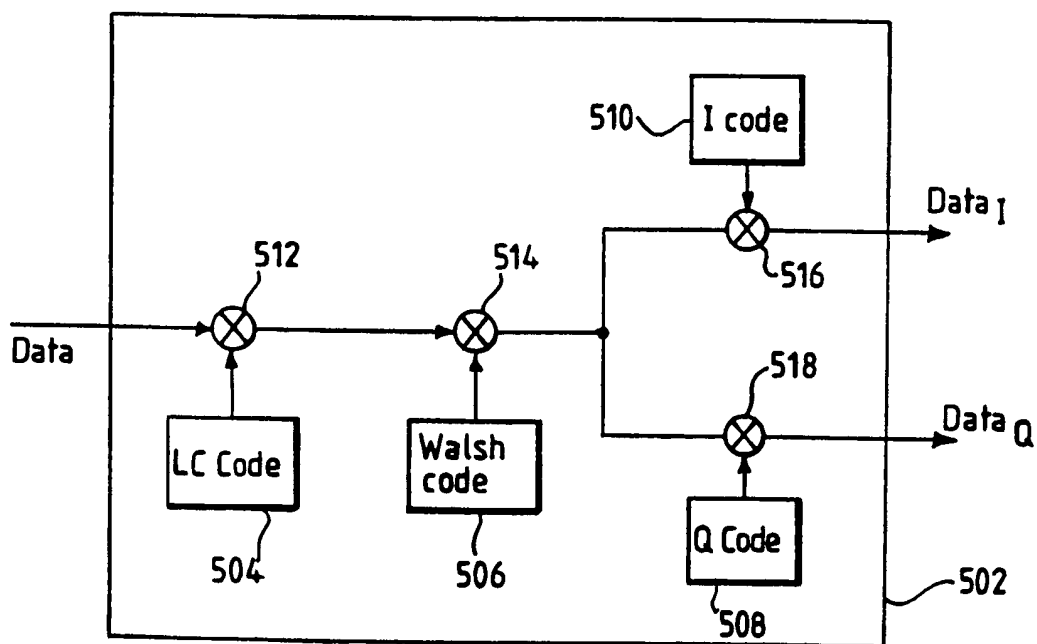 510
I code
Data I
512
514
516
Data
518
Data Q
LC Code
Walsh
code
Q Code
504
506
508
502